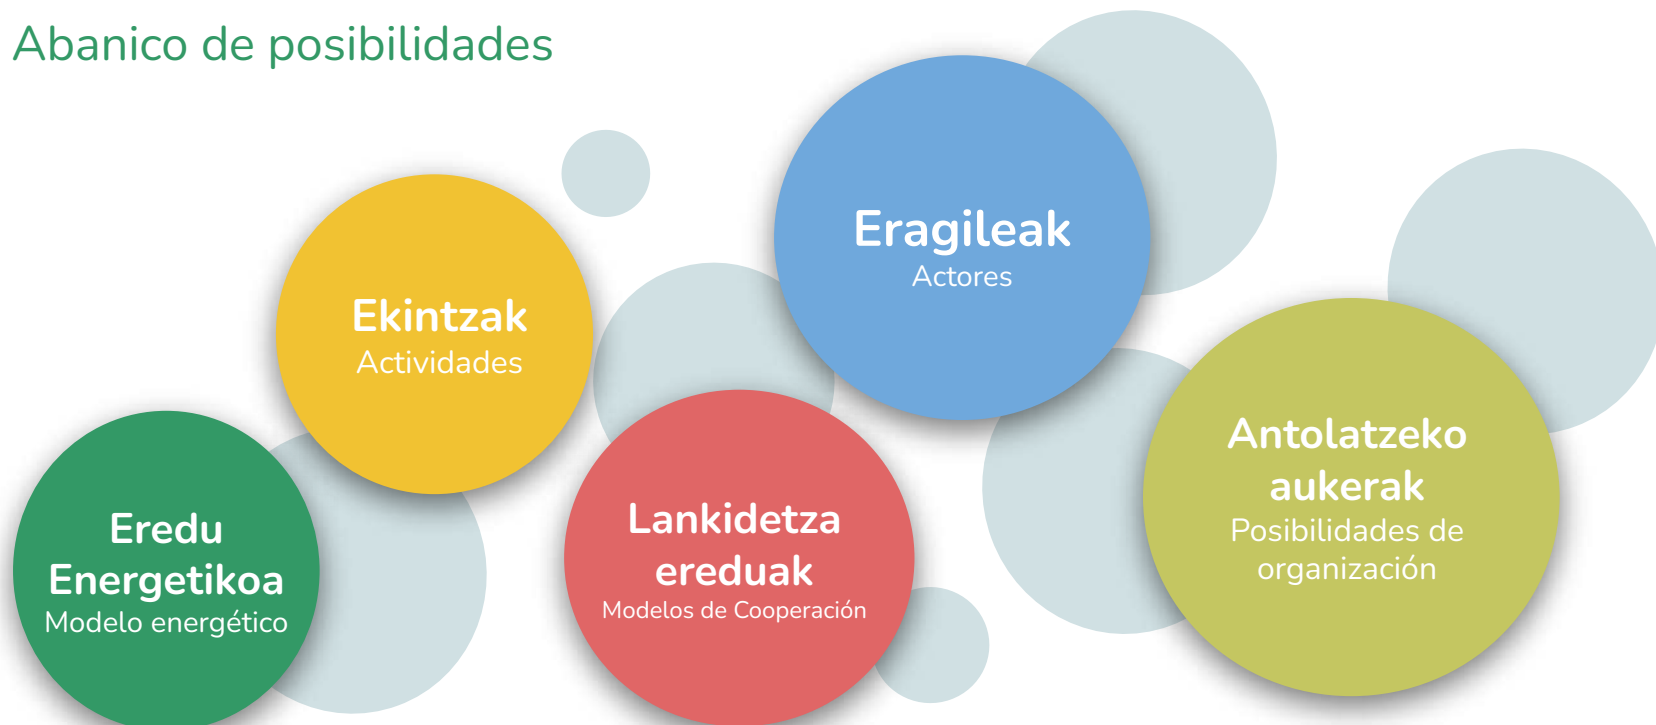 Abanico de posibilidades
Eredu
Energetikoa
Modelo energético
Ekintzak
Actividades
Lankidetza
ereduak
Modelos de Cooperación
Eragileak
Actores
Antolatzeko
aukerak
Posibilidades de
organización